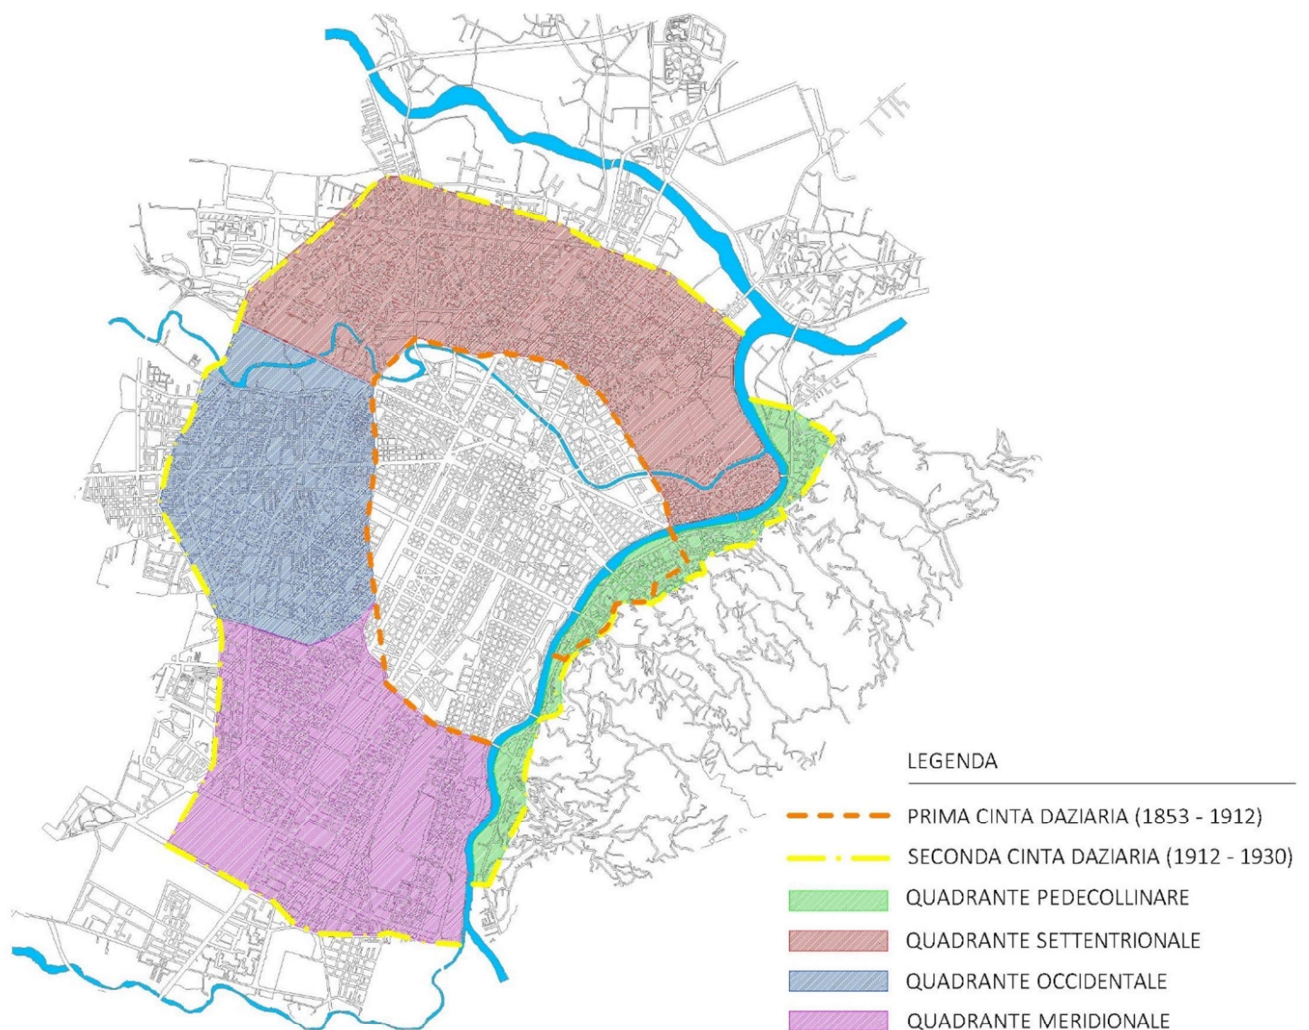 LEGENDA
PRIMA CINTA DAZIARIA (1853 - 1912)
SECONDA CINTA DAZIARIA (1912 - 1930)
QUADRANTE PEDECOLLINARE
QUADRANTE SETTENTRIONALE
QUADRANTE OCCIDENTALE
QUADRANTE MERIDIONALE